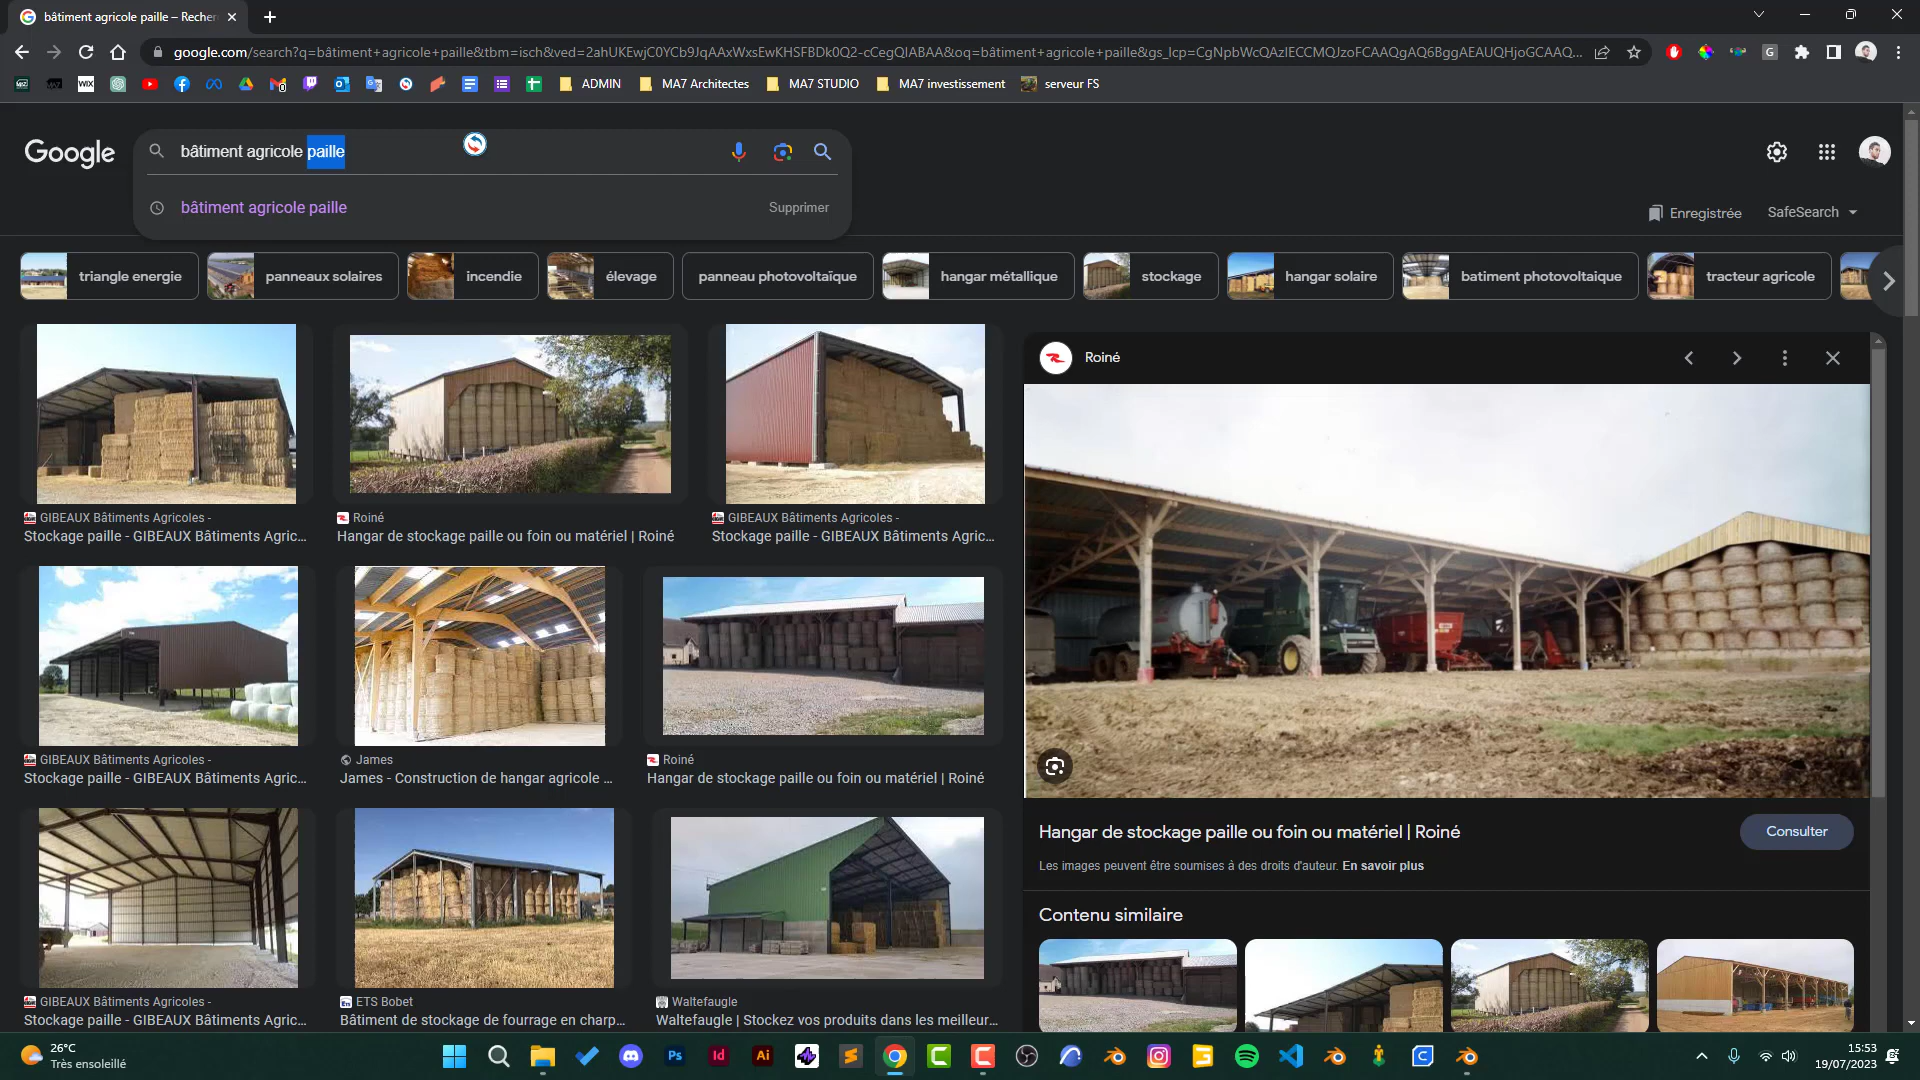 bâtiment agricole paille – Recher
google.com/search?q=bâtiment+agricole+paille&tbm=isch&ved=2ahUKEwjC0YCb9JqAAxWxsEwKHSFBDk0Q2-cCegQIABAA&oq=bâtiment+agricole+paille&gs_lcp=CgNpbWcQAzIECCMQJzoFCAAQgAQ6BggAEAUQHjoGCAAQ...
ADMIN
MA7 Architectes
MA7 STUDIO
MA7 investissement
serveur FS
Google
bâtiment agricole paille
bâtiment agricole paille
Supprimer
Enregistrée
SafeSearch
triangle energie
panneaux solaires
incendie
élevage
panneau photovoltaïque
hangar métallique
stockage
hangar solaire
batiment photovoltaique
tracteur agricole
GIBEAUX Bâtiments Agricoles -
Stockage paille - GIBEAUX Bâtiments Agric...
Roiné
Hangar de stockage paille ou foin ou matériel | Roiné
GIBEAUX Bâtiments Agricoles -
Stockage paille - GIBEAUX Bâtiments Agric...
GIBEAUX Bâtiments Agricoles -
Stockage paille - GIBEAUX Bâtiments Agric...
James
James - Construction de hangar agricole ...
Roiné
Hangar de stockage paille ou foin ou matériel | Roiné
GIBEAUX Bâtiments Agricoles -
Stockage paille - GIBEAUX Bâtiments Agric...
ETS Bobet
Bâtiment de stockage de fourrage en charp...
Waltefaugle
Waltefaugle | Stockez vos produits dans les meilleur...
Roiné
Hangar de stockage paille ou foin ou matériel | Roiné
Consulter
Les images peuvent être soumises à des droits d'auteur. En savoir plus
Contenu similaire
26°C
Très ensoleillé
15:53
19/07/2023